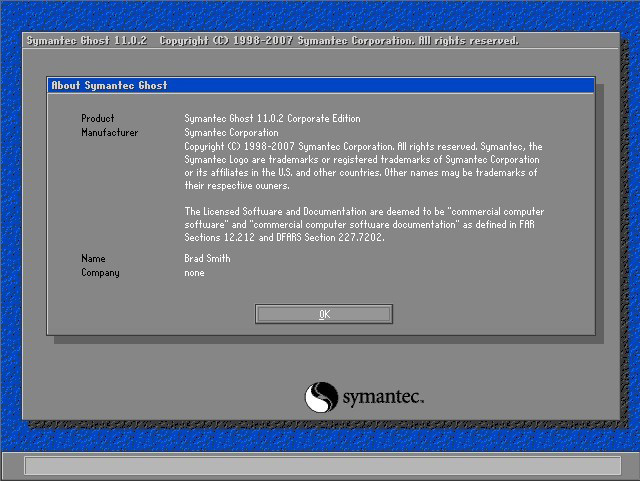 Symantec Ghost 11.0.2 Copyright (C) 1998-2007 Symantec Corporation. All rights reserved.
About Symantec Ghost
Product Symantec Ghost 11.0.2 Corporate Edition
Manufacturer Symantec Corporation
Copyright (C) 1998-2007 Symantec Corporation. All rights reserved. Symantec, the
Symantec Logo are trademarks or registered trademarks of Symantec Corporation
or its affiliates in the U.S. and other countries. Other names may be trademarks of
their respective owners.
The Licensed Software and Documentation are deemed to be "commercial computer
software" and "commercial computer software documentation" as defined in FAR
Sections 12.212 and DFARS Section 227.7202.
Name Brad Smith
Company none
OK
symantec™